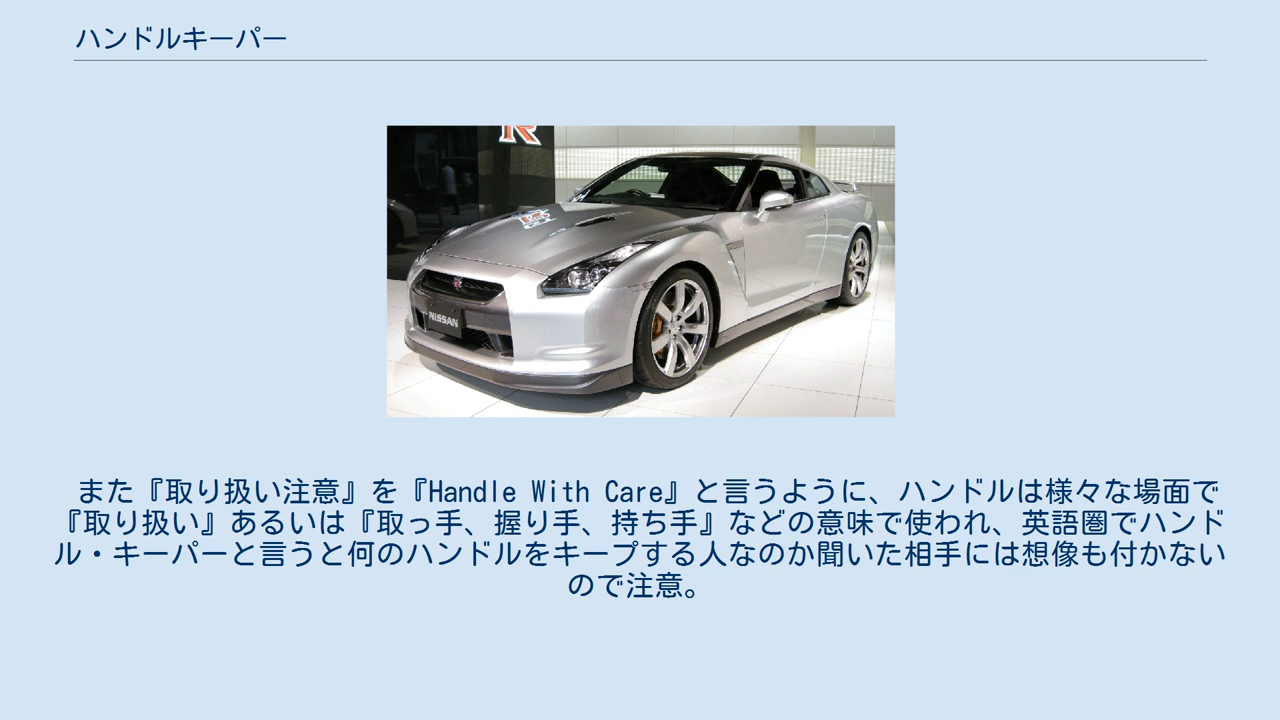 ハンドルキーパー
R
NISSAN
また『取り扱い注意』を『Handle With Care』と言うように、ハンドルは様々な場面で
『取り扱い』あるいは『取っ手、握り手、持ち手』などの意味で使われ、英語圏でハンド
ル・キーパーと言うと何のハンドルをキープする人なのか聞いた相手には想像も付かない
ので注意。